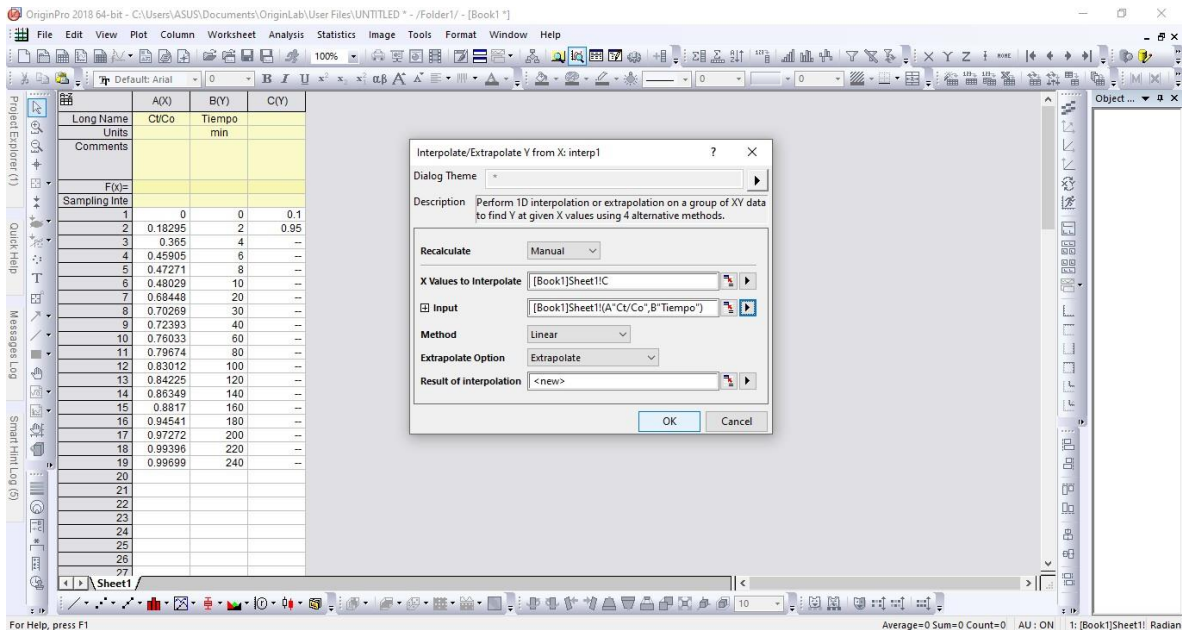 OriginPro 2018 64-bit - C:\Users\ASUS\Documents\OriginLab\User Files\UNTITLED * - /Folder1/ - [Book1 *]
File Edit View Plot Column Worksheet Analysis Statistics Image Tools Format Window Help
100%
X Y Z
Default: Arial 0 B I U αβ A A 0 0
Project Explorer (1)
Quick Help
Messages Log
Smart Hint Log (5)
Object ...
A(X) B(Y) C(Y)
Long Name Ct/Co Tiempo
Units min
Comments
F(x)=
Sampling Inte
1 0 0 0.1
2 0.18295 2 0.95
3 0.365 4 --
4 0.45905 6 --
5 0.47271 8 --
6 0.48029 10 --
7 0.68448 20 --
8 0.70269 30 --
9 0.72393 40 --
10 0.76033 60 --
11 0.79674 80 --
12 0.83012 100 --
13 0.84225 120 --
14 0.86349 140 --
15 0.8817 160 --
16 0.94541 180 --
17 0.97272 200 --
18 0.99396 220 --
19 0.99699 240 --
20
21
22
23
24
25
26
27
Interpolate/Extrapolate Y from X: interp1 ? ×
Dialog Theme *
Description Perform 1D interpolation or extrapolation on a group of XY data
to find Y at given X values using 4 alternative methods.
Recalculate Manual
X Values to Interpolate [Book1]Sheet1!C
Input [Book1]Sheet1!(A"Ct/Co",B"Tiempo")
Method Linear
Extrapolate Option Extrapolate
Result of interpolation <new>
OK Cancel
Sheet1
10
For Help, press F1
Average=0 Sum=0 Count=0 AU : ON 1: [Book1]Sheet1! Radian